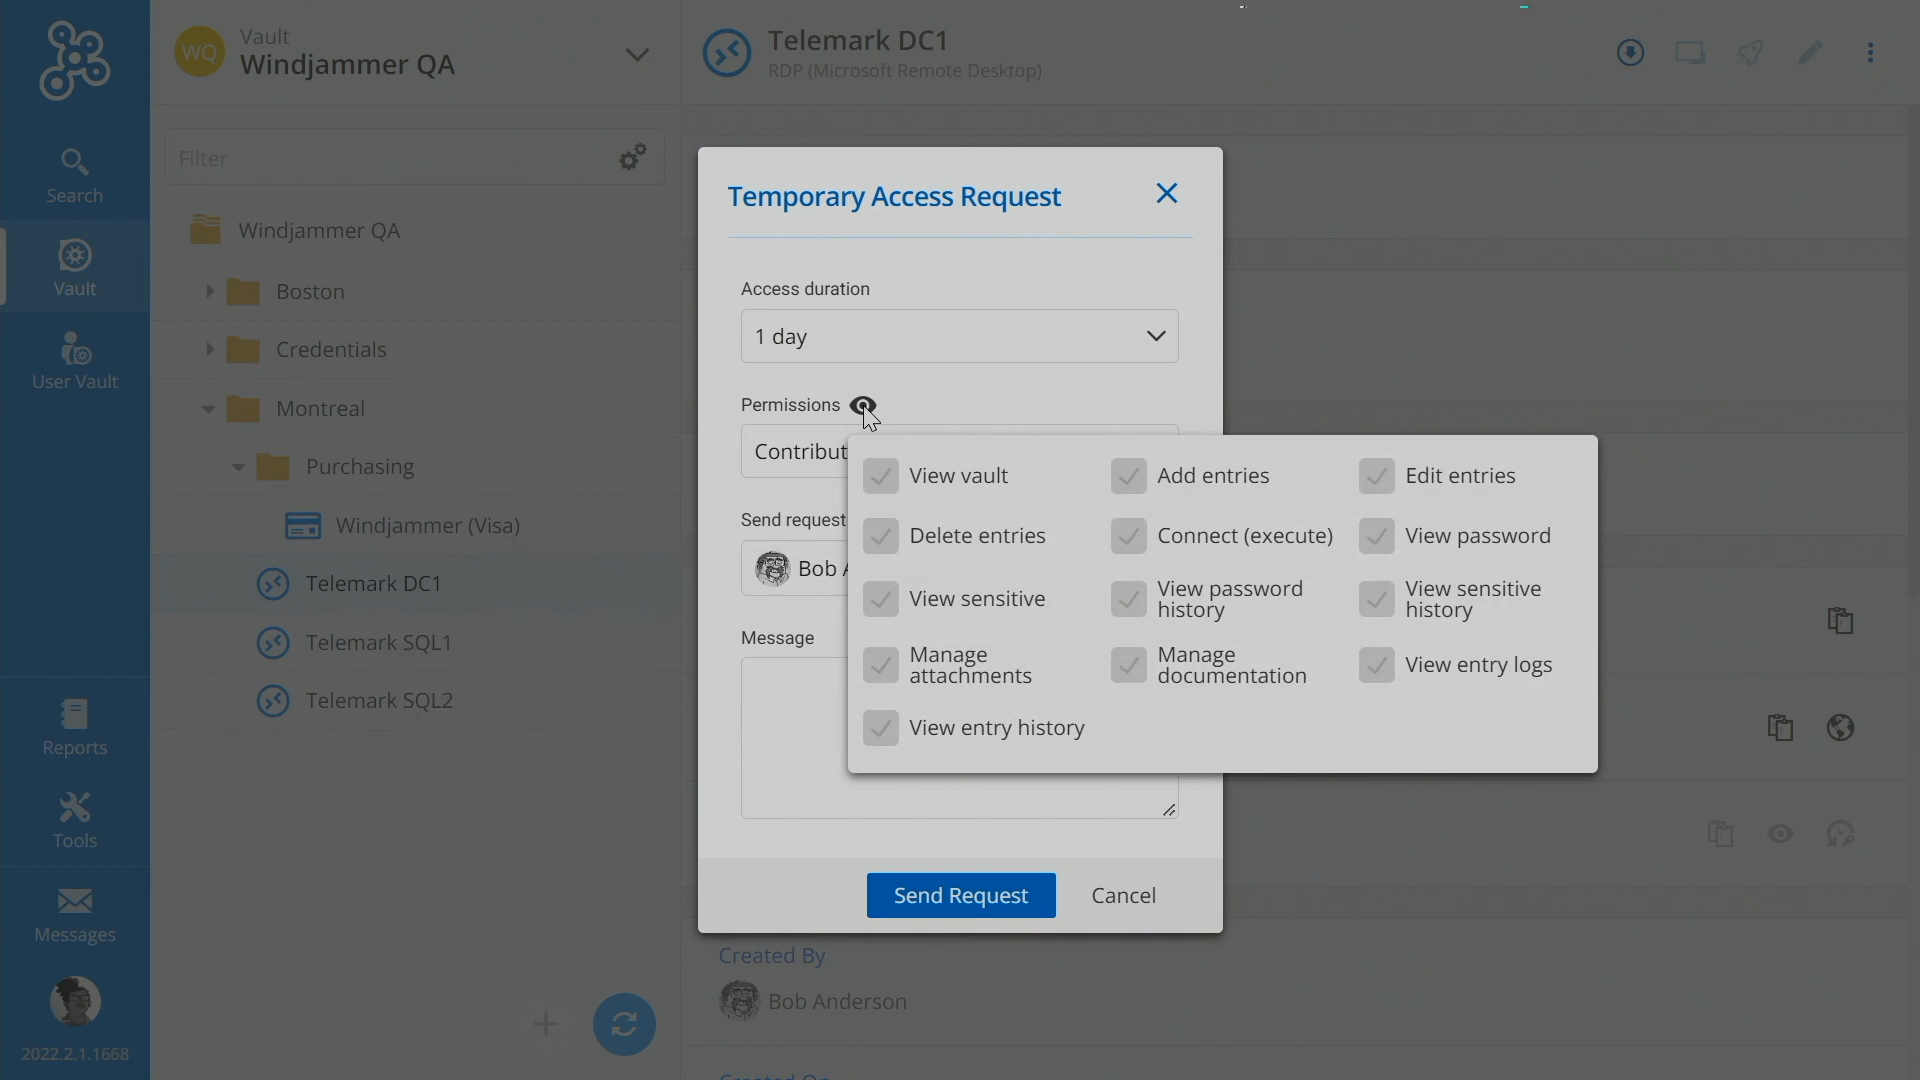 Search
Vault
User Vault
Reports
Tools
Messages
2022.2.1.1668
WQ
Vault
Windjammer QA
Filter
Windjammer QA
Boston
Credentials
Montreal
Purchasing
Windjammer (Visa)
Telemark DC1
Telemark SQL1
Telemark SQL2
Telemark DC1
RDP (Microsoft Remote Desktop)
Temporary Access Request
Access duration
1 day
Permissions
Contribut
Send request
Bob A
Message
View vault
Add entries
Edit entries
Delete entries
Connect (execute)
View password
View sensitive
View password
history
View sensitive
history
Manage
attachments
Manage
documentation
View entry logs
View entry history
Send Request
Cancel
Created By
Bob Anderson